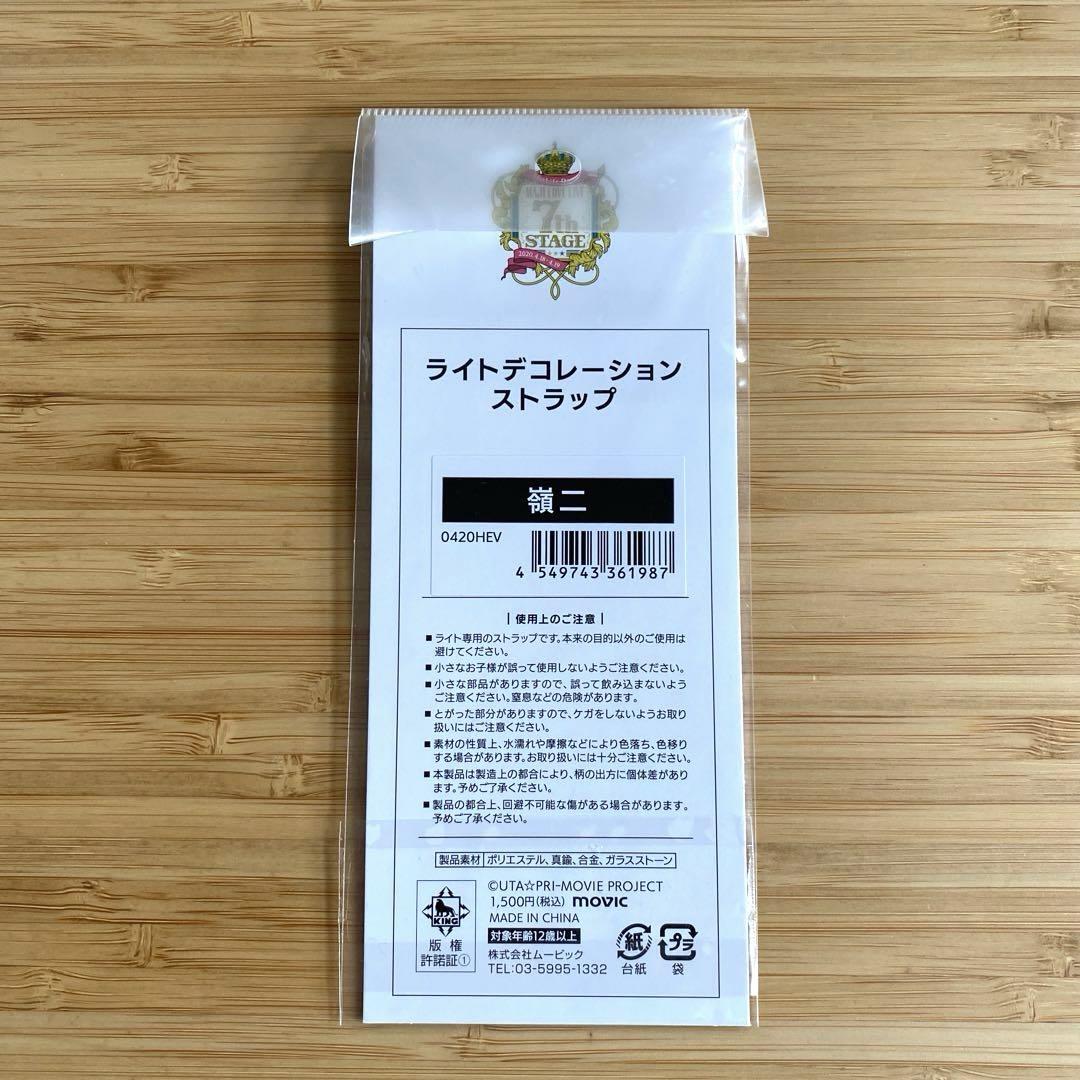 7th
STAGE
2020.4.18-4.19
ライトデコレーション
ストラップ
嶺二
0420HEV
4 549743 361987
| 使用上のご注意 |
■ライト専用のストラップです。本来の目的以外のご使用は
避けてください。
■小さなお子様が誤って使用しないようご注意ください。
■小さな部品がありますので、誤って飲み込まないよう
ご注意ください。窒息などの危険があります。
■とがった部分がありますので、ケガをしないようお取り
扱いにはご注意ください。
■素材の性質上、水濡れや摩擦などにより色落ち、色移り
する場合があります。お取り扱いには十分ご注意ください。
■本製品は製造上の都合により、柄の出方に個体差があり
ます。予めご了承ください。
■製品の都合上、回避不可能な傷がある場合があります。
予めご了承ください。
製品素材 ポリエステル、真鍮、合金、ガラスストーン
©UTA☆PRI-MOVIE PROJECT
1,500円(税込) movic
MADE IN CHINA
対象年齢12歳以上
株式会社ムービック
TEL:03-5995-1332
KING
版権
許諾証①
紙
台紙
プラ
袋